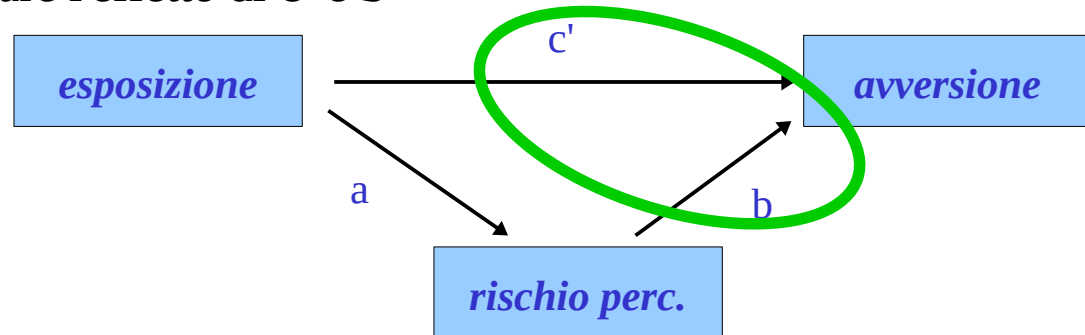 c'
esposizione
avversione
a
b
rischio perc.